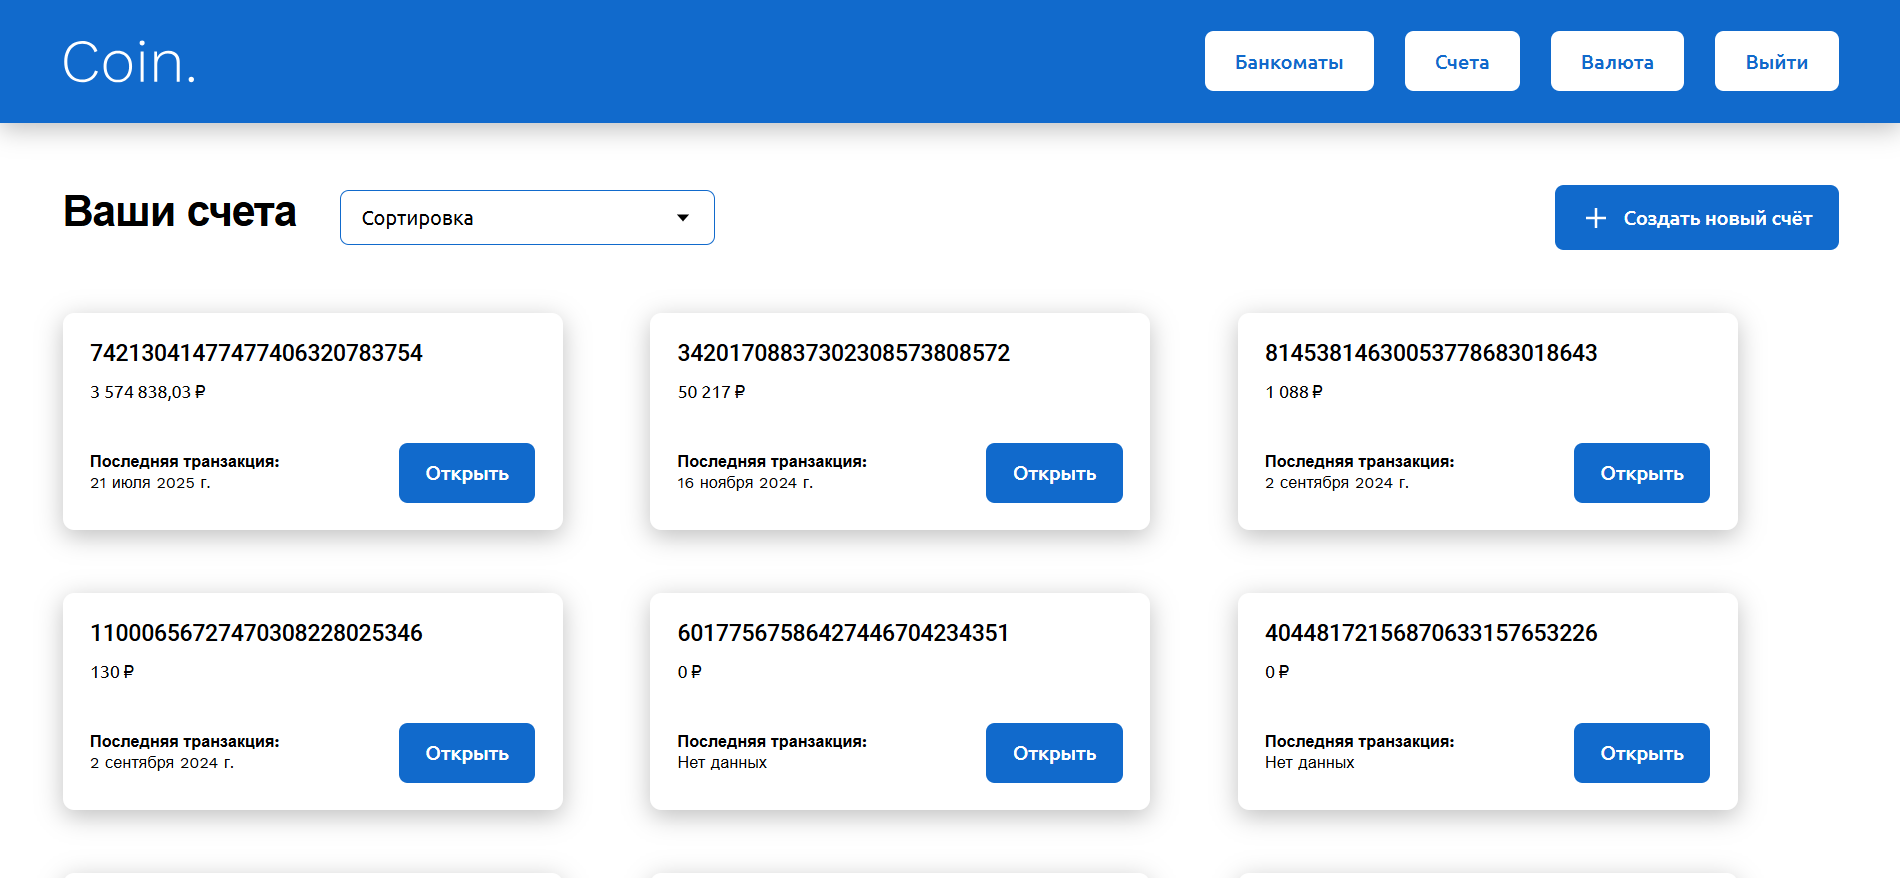 Coin.
Банкоматы
Счета
Валюта
Выйти
Ваши счета
Сортировка
Создать новый счёт
74213041477477406320783754
3 574 838,03 ₽
Последняя транзакция:
21 июля 2025 г.
Открыть
34201708837302308573808572
50 217 ₽
Последняя транзакция:
16 ноября 2024 г.
Открыть
81453814630053778683018643
1 088 ₽
Последняя транзакция:
2 сентября 2024 г.
Открыть
11000656727470308228025346
130 ₽
Последняя транзакция:
2 сентября 2024 г.
Открыть
60177567586427446704234351
0 ₽
Последняя транзакция:
Нет данных
Открыть
40448172156870633157653226
0 ₽
Последняя транзакция:
Нет данных
Открыть